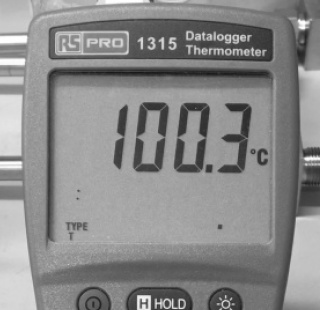 RS PRO 1315 Datalogger
Thermometer
100.3 °C
:
TYPE
T
H HOLD